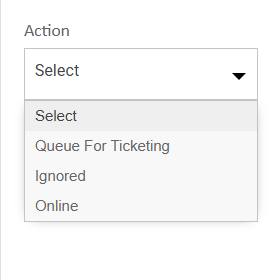 Action
Select
Select
Queue For Ticketing
Ignored
Online